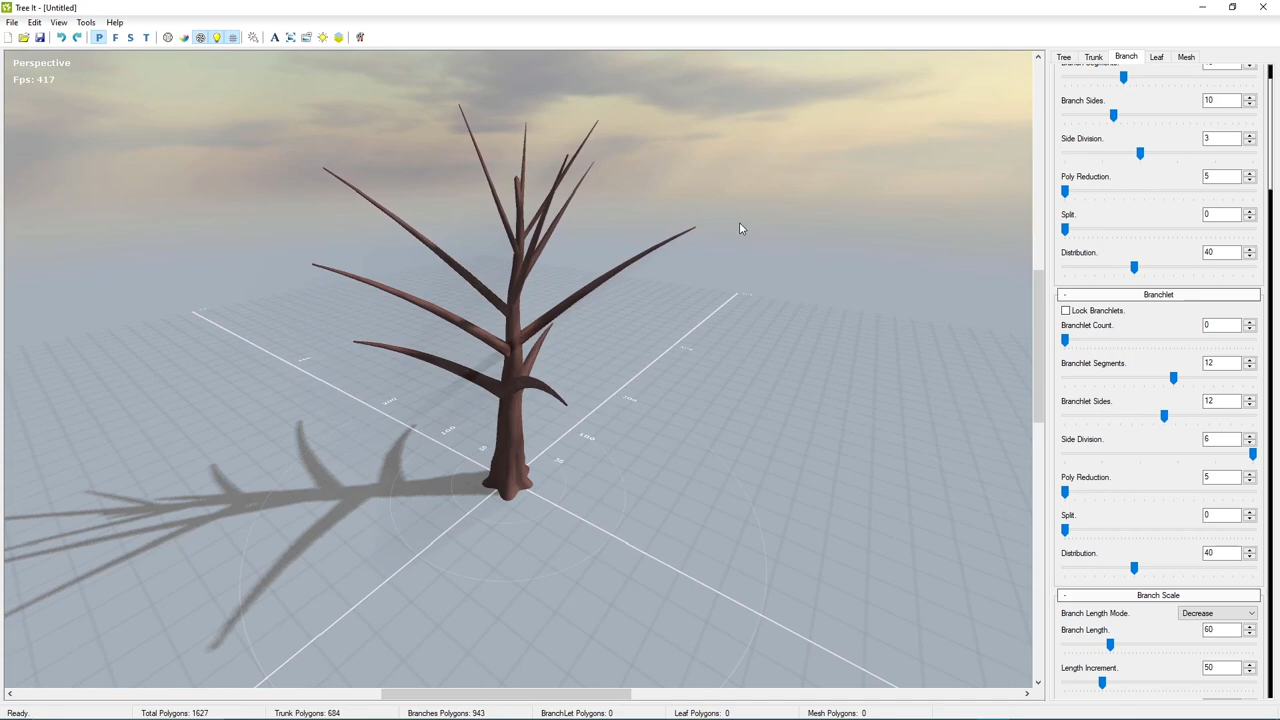 Tree It - [Untitled]
File Edit View Tools Help
P F S T A
Perspective
Fps: 417
Tree Trunk Branch Leaf Mesh
Branch Sides. 10
Side Division. 3
Poly Reduction. 5
Split. 0
Distribution. 40
- Branchlet
Lock Branchlets.
Branchlet Count. 0
Branchlet Segments. 12
Branchlet Sides. 12
Side Division. 6
Poly Reduction. 5
Split. 0
Distribution. 40
- Branch Scale
Branch Length Mode. Decrease
Branch Length. 60
Length Increment. 50
Ready. Total Polygons: 1627 Trunk Polygons: 684 Branches Polygons: 943 BranchLet Polygons: 0 Leaf Polygons: 0 Mesh Polygons: 0